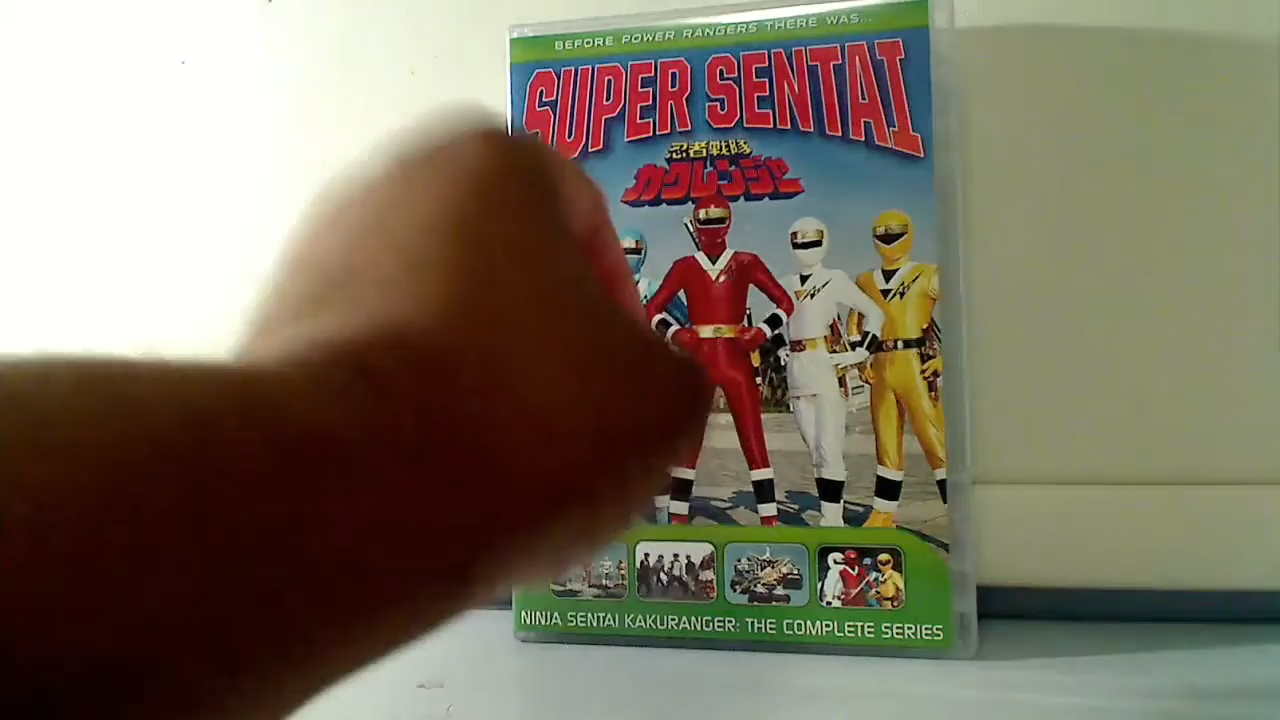 BEFORE POWER RANGERS THERE WAS...
SUPER SENTAI
忍者戦隊
カクレンジャー
NINJA SENTAI KAKURANGER: THE COMPLETE SERIES